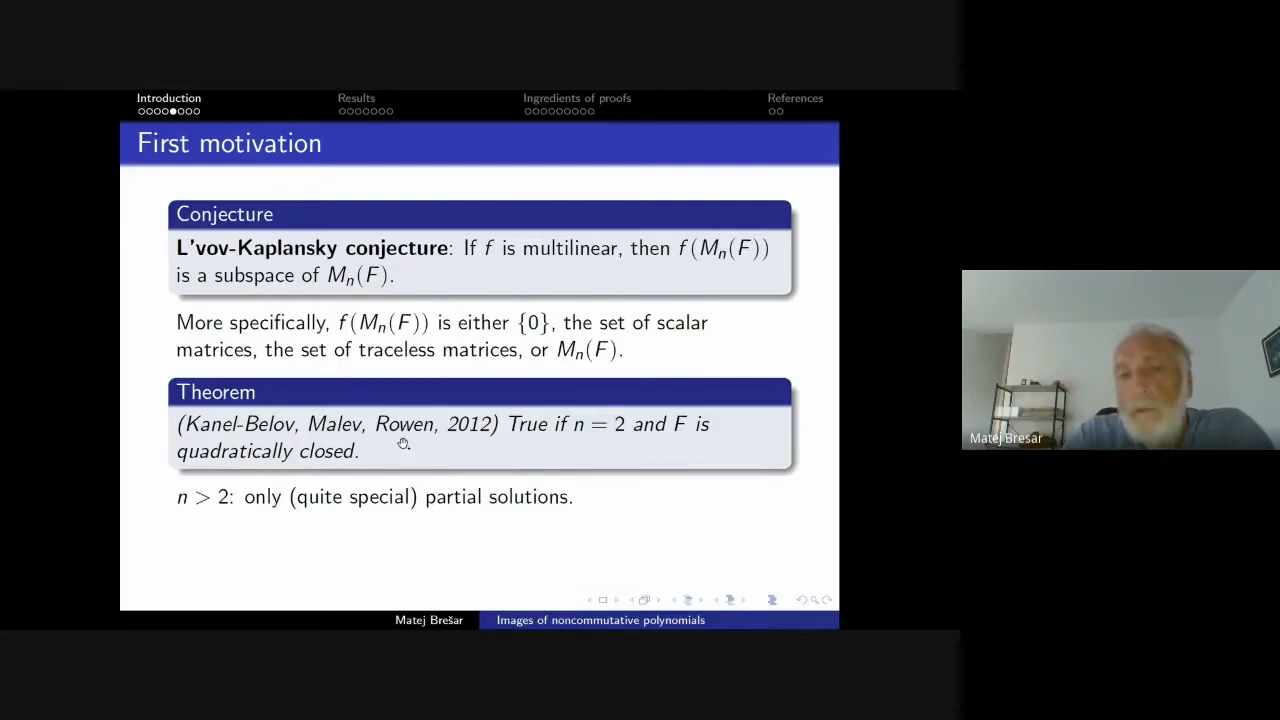 Introduction
Results
Ingredients of proofs
References
First motivation
Conjecture
L'vov-Kaplansky conjecture: If f is multilinear, then f(Mₙ(F))
is a subspace of Mₙ(F).
More specifically, f(Mₙ(F)) is either {0}, the set of scalar
matrices, the set of traceless matrices, or Mₙ(F).
Theorem
(Kanel-Belov, Malev, Rowen, 2012) True if n = 2 and F is
quadratically closed.
n > 2: only (quite special) partial solutions.
Matej Brešar
Images of noncommutative polynomials
Matej Bresar